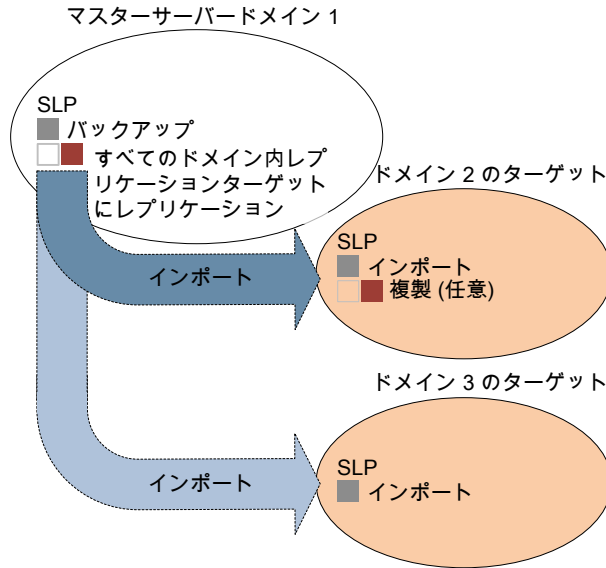 マスターサーバードメイン 1
SLP
バックアップ
すべてのドメイン内レプ
リケーションターゲット
にレプリケーション
ドメイン 2 のターゲット
インポート
SLP
インポート
複製 (任意)
ドメイン 3 のターゲット
インポート
SLP
インポート